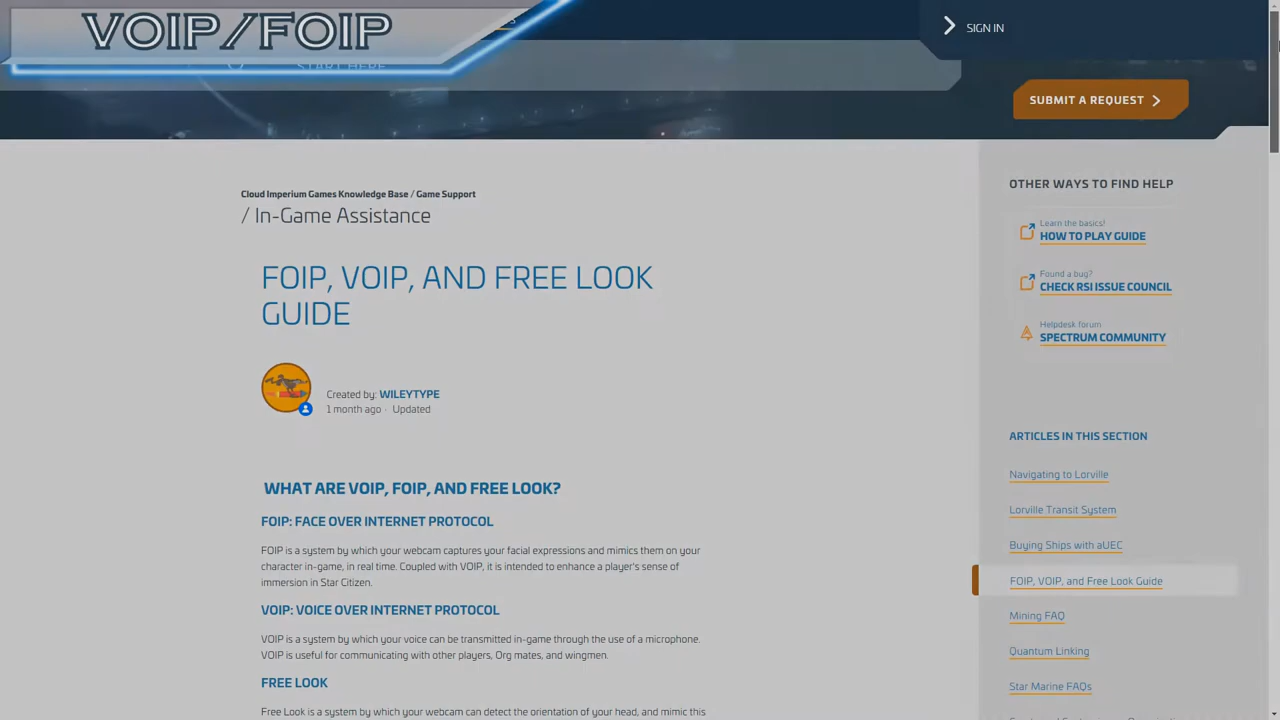 VOIP/FOIP
SIGN IN
START HERE
SUBMIT A REQUEST
Cloud Imperium Games Knowledge Base / Game Support
/ In-Game Assistance
FOIP, VOIP, AND FREE LOOK
GUIDE
Created by: WILEYTYPE
1 month ago · Updated
WHAT ARE VOIP, FOIP, AND FREE LOOK?
FOIP: FACE OVER INTERNET PROTOCOL
FOIP is a system by which your webcam captures your facial expressions and mimics them on your
character in-game, in real time. Coupled with VOIP, it is intended to enhance a player's sense of
immersion in Star Citizen.
VOIP: VOICE OVER INTERNET PROTOCOL
VOIP is a system by which your voice can be transmitted in-game through the use of a microphone.
VOIP is useful for communicating with other players, Org mates, and wingmen.
FREE LOOK
Free Look is a system by which your webcam can detect the orientation of your head, and mimic this
OTHER WAYS TO FIND HELP
Learn the basics!
HOW TO PLAY GUIDE
Found a bug?
CHECK RSI ISSUE COUNCIL
Helpdesk forum
SPECTRUM COMMUNITY
ARTICLES IN THIS SECTION
Navigating to Lorville
Lorville Transit System
Buying Ships with aUEC
FOIP, VOIP, and Free Look Guide
Mining FAQ
Quantum Linking
Star Marine FAQs